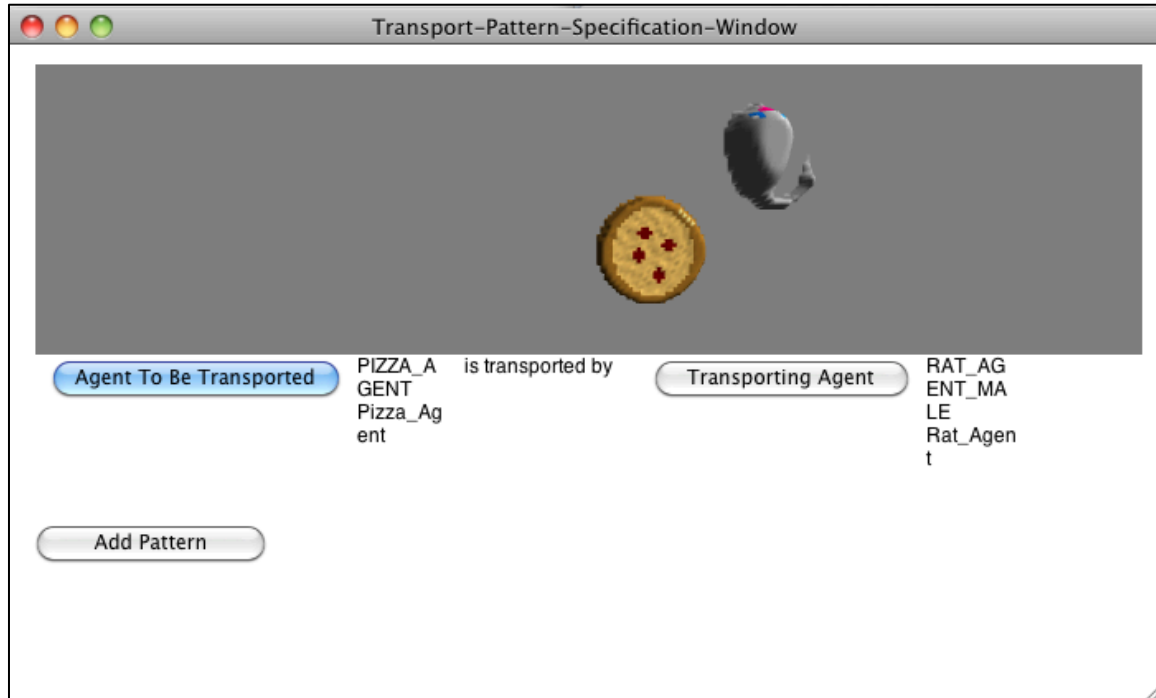 Transport-Pattern-Specification-Window
Agent To Be Transported
PIZZA_A
GENT
Pizza_Ag
ent
is transported by
Transporting Agent
RAT_AG
ENT_MA
LE
Rat_Agen
t
Add Pattern